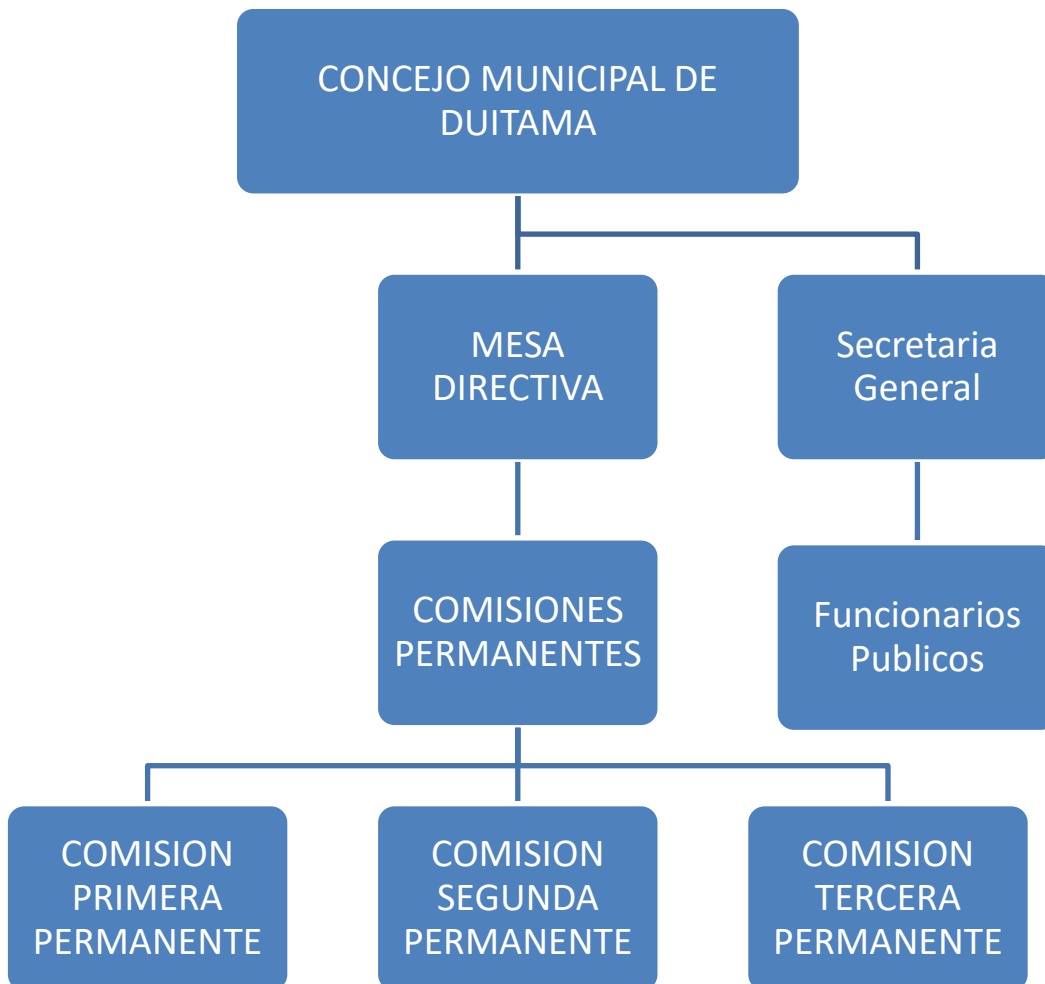 CONCEJO MUNICIPAL DE
DUITAMA
MESA
DIRECTIVA
Secretaria
General
COMISIONES
PERMANENTES
Funcionarios
Publicos
COMISION
PRIMERA
PERMANENTE
COMISION
SEGUNDA
PERMANENTE
COMISION
TERCERA
PERMANENTE